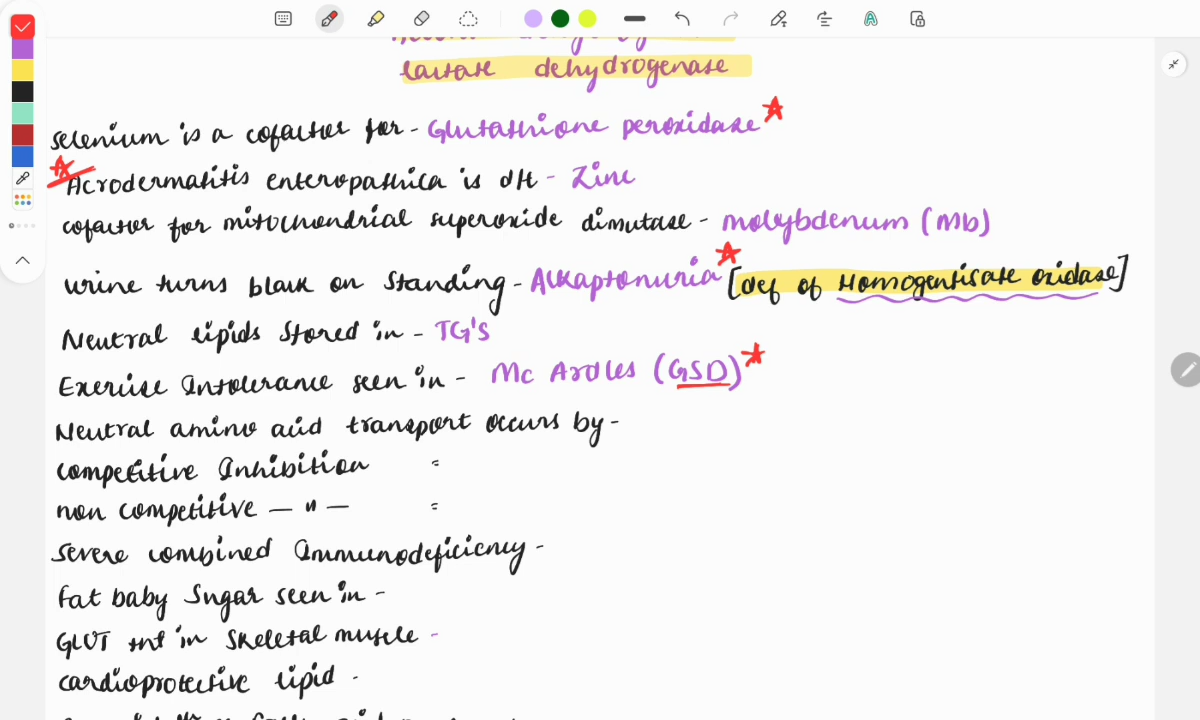 lactate dehydrogenase
selenium is a cofactor for - Glutathione peroxidase
Acrodermatitis enteropathica is d/t - Zinc
cofactor for mitochondrial superoxide dimutase - molybdenum (Mb)
urine turns black on standing - Alkaptonuria [def of Homogentisate oxidase]
Neutral lipids stored in - TG's
Exercise intolerance seen in - Mc Ardles (GSD)
Neutral amino acid transport occurs by -
competitive inhibition =
non competitive — " — =
severe combined immunodeficiency -
fat baby sugar seen in -
GLUT in skeletal muscle -
cardioprotective lipid -